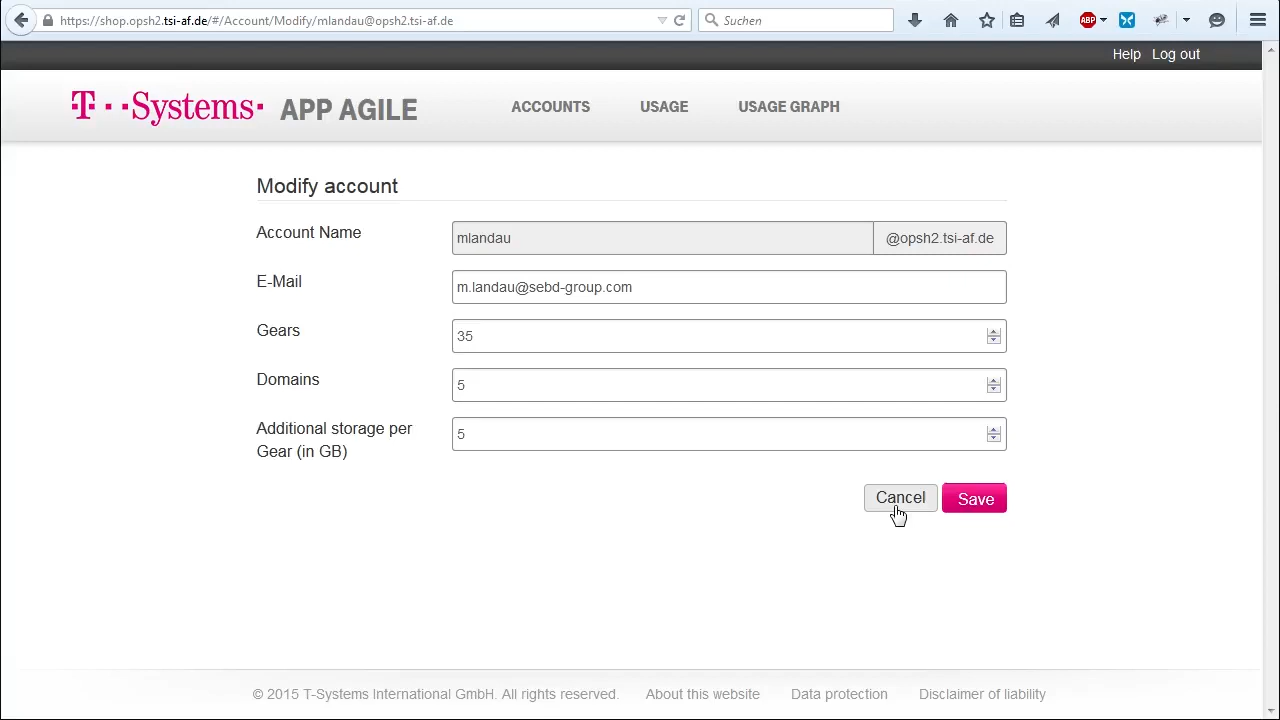 https://shop.opsh2.tsi-af.de/#/Account/Modify/mlandau@opsh2.tsi-af.de
Suchen
ABP
Help Log out
T · · Systems · APP AGILE
ACCOUNTS USAGE USAGE GRAPH
Modify account
Account Name
mlandau @opsh2.tsi-af.de
E-Mail
m.landau@sebd-group.com
Gears
35
Domains
5
Additional storage per
Gear (in GB)
5
Cancel Save
© 2015 T-Systems International GmbH. All rights reserved. About this website Data protection Disclaimer of liability